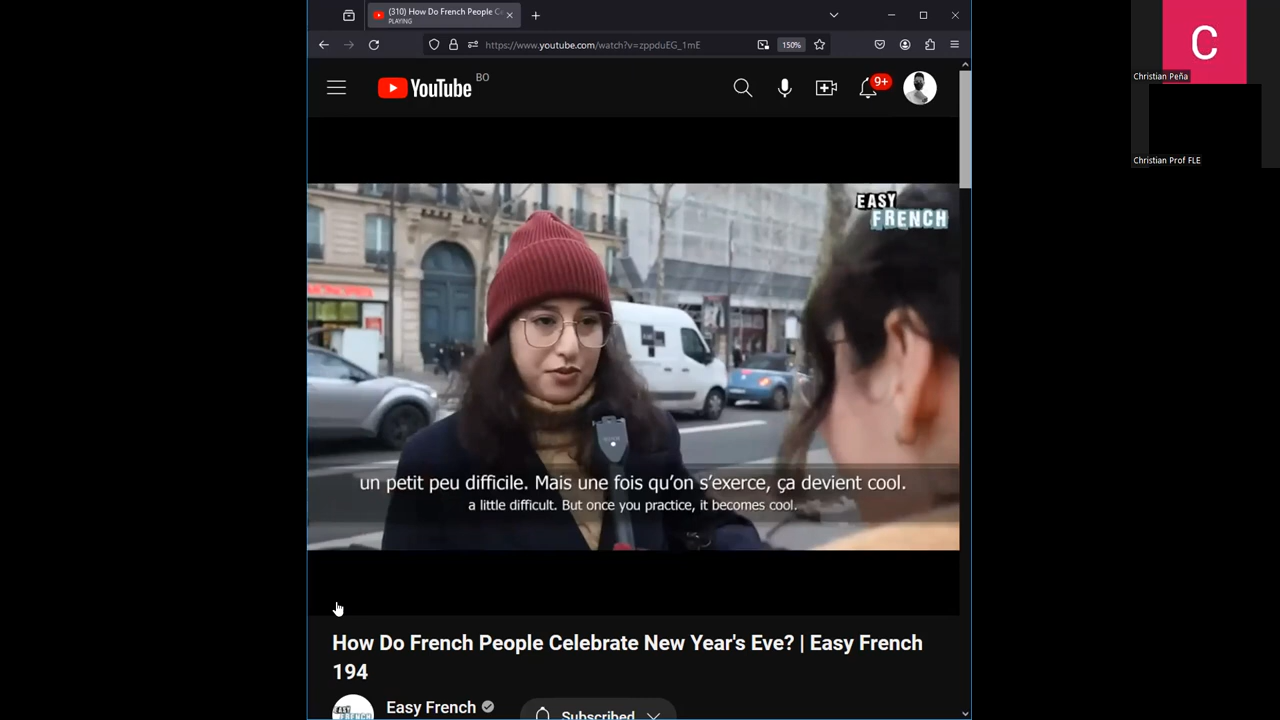 (310) How Do French People Ce
PLAYING
https://www.youtube.com/watch?v=zppduEG_1mE
150%
YouTube
BO
9+
C
Christian Peña
Christian Prof FLE
EASY
FRENCH
un petit peu difficile. Mais une fois qu'on s'exerce, ça devient cool.
a little difficult. But once you practice, it becomes cool.
How Do French People Celebrate New Year's Eve? | Easy French
194
EASY
FRENCH
Easy French
Subscribed